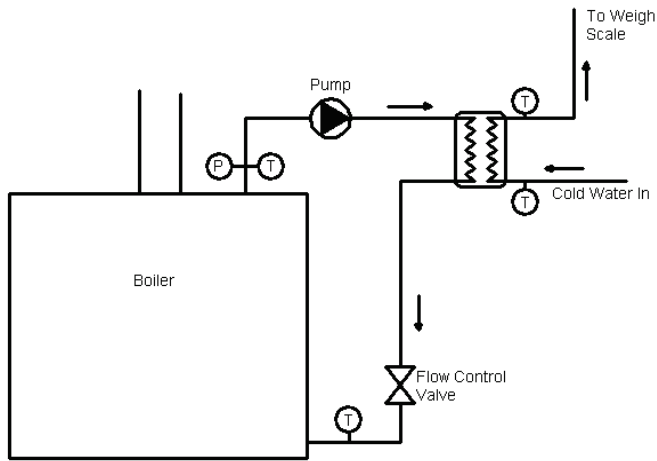 To Weigh
Scale
Pump
T
P
T
T
Cold Water In
Boiler
Flow Control
Valve
T